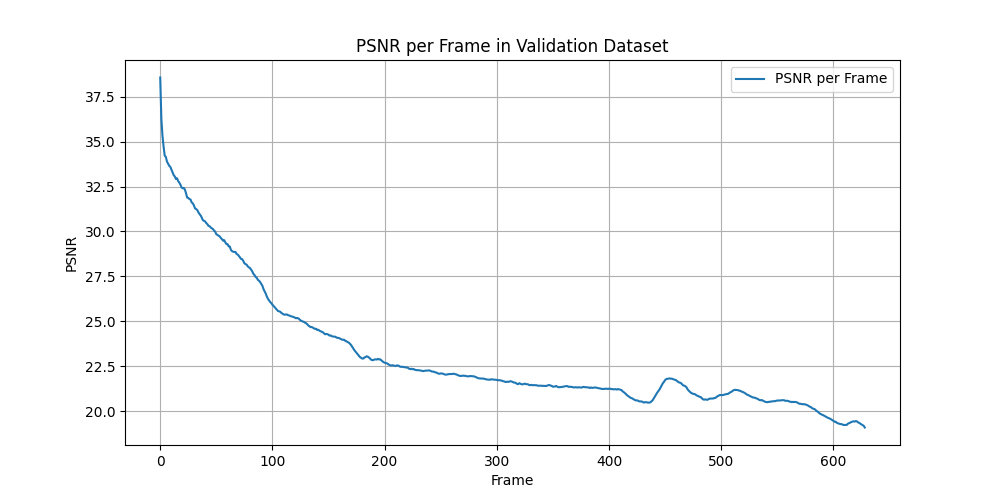 PSNR per Frame in Validation Dataset
PSNR per Frame
PSNR
37.5
35.0
32.5
30.0
27.5
25.0
22.5
20.0
0 100 200 300 400 500 600
Frame